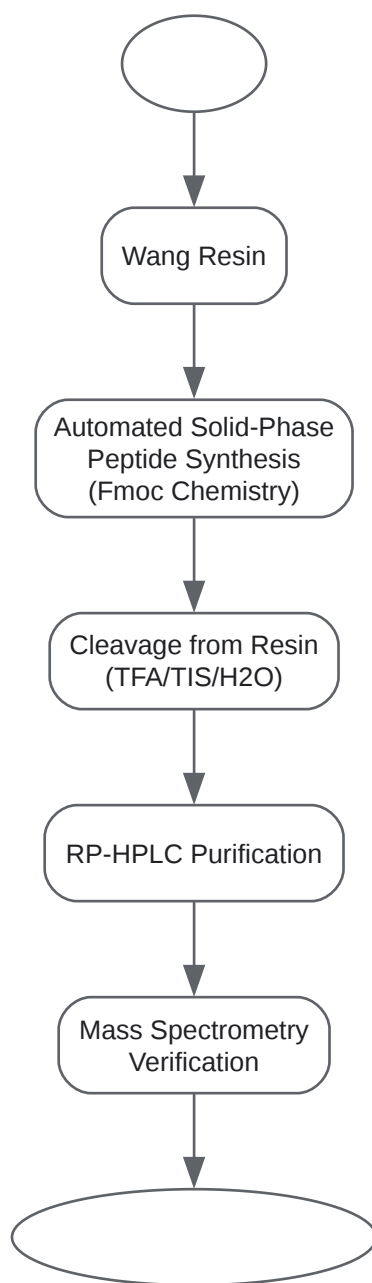 Wang Resin
Automated Solid-Phase
Peptide Synthesis
(Fmoc Chemistry)
Cleavage from Resin
(TFA/TIS/H2O)
RP-HPLC Purification
Mass Spectrometry
Verification